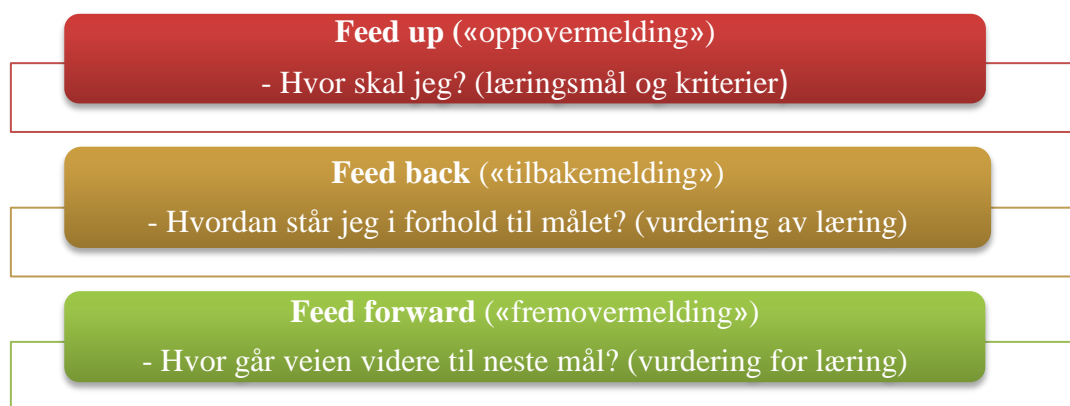 Feed up («oppovermelding»)
- Hvor skal jeg? (læringsmål og kriterier)
Feed back («tilbakemelding»)
- Hvordan står jeg i forhold til målet? (vurdering av læring)
Feed forward («fremovermelding»)
- Hvor går veien videre til neste mål? (vurdering for læring)